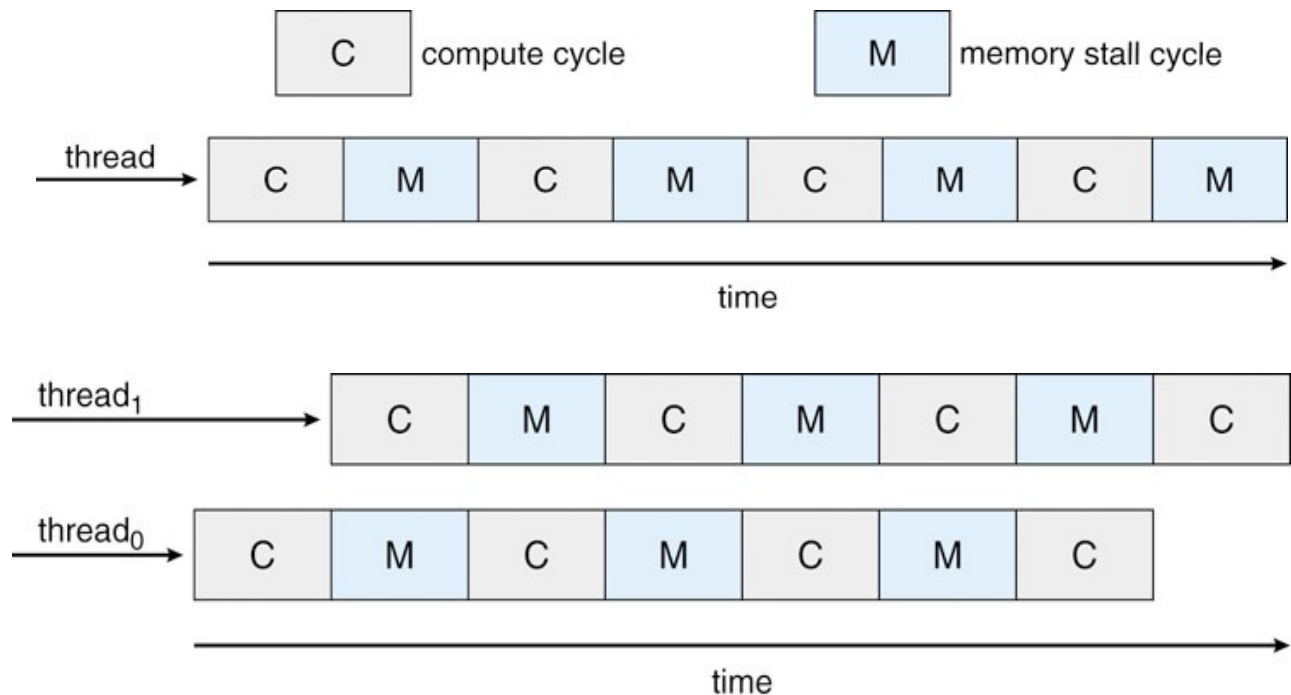 C compute cycle M memory stall cycle
thread C M C M C M C M
time
thread₁ C M C M C M C
thread₀ C M C M C M C
time